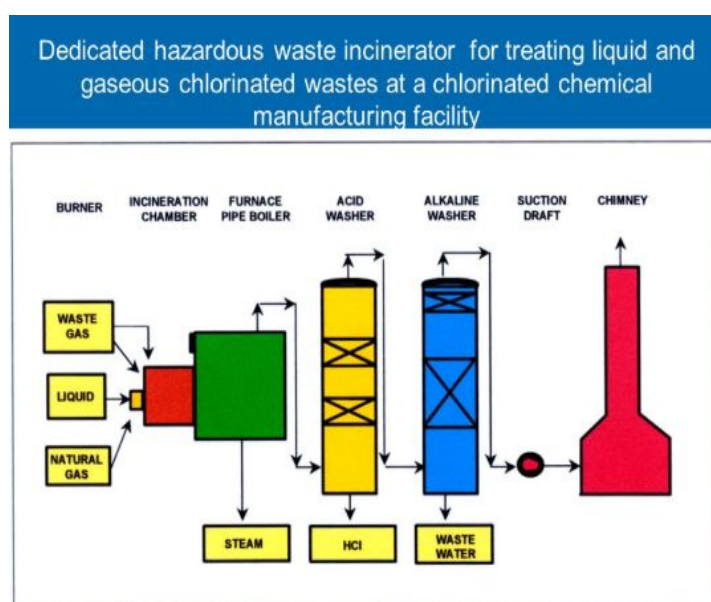 Dedicated hazardous waste incinerator for treating liquid and
gaseous chlorinated wastes at a chlorinated chemical
manufacturing facility
BURNER
INCINERATION
CHAMBER
FURNACE
PIPE BOILER
ACID
WASHER
ALKALINE
WASHER
SUCTION
DRAFT
CHIMNEY
WASTE
GAS
LIQUID
NATURAL
GAS
STEAM
HCl
WASTE
WATER